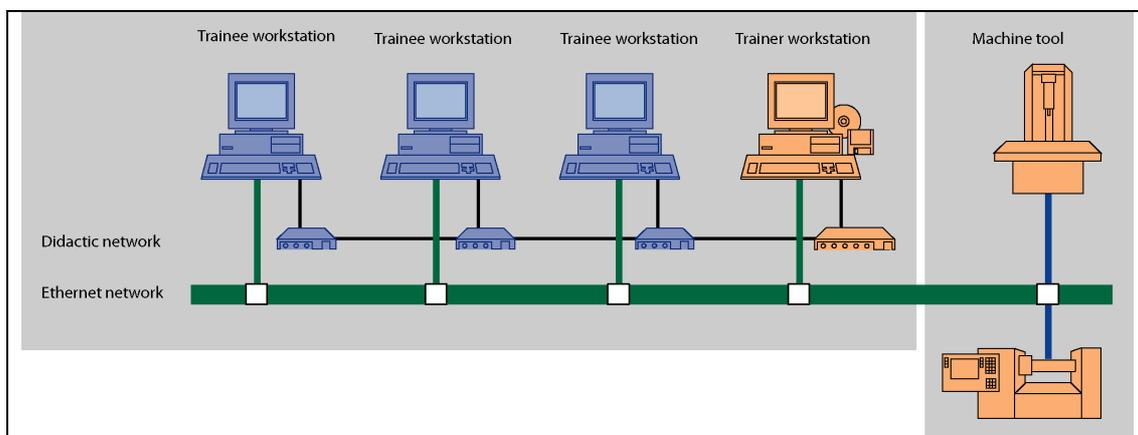 Trainee workstation
Trainee workstation
Trainee workstation
Trainer workstation
Machine tool
Didactic network
Ethernet network